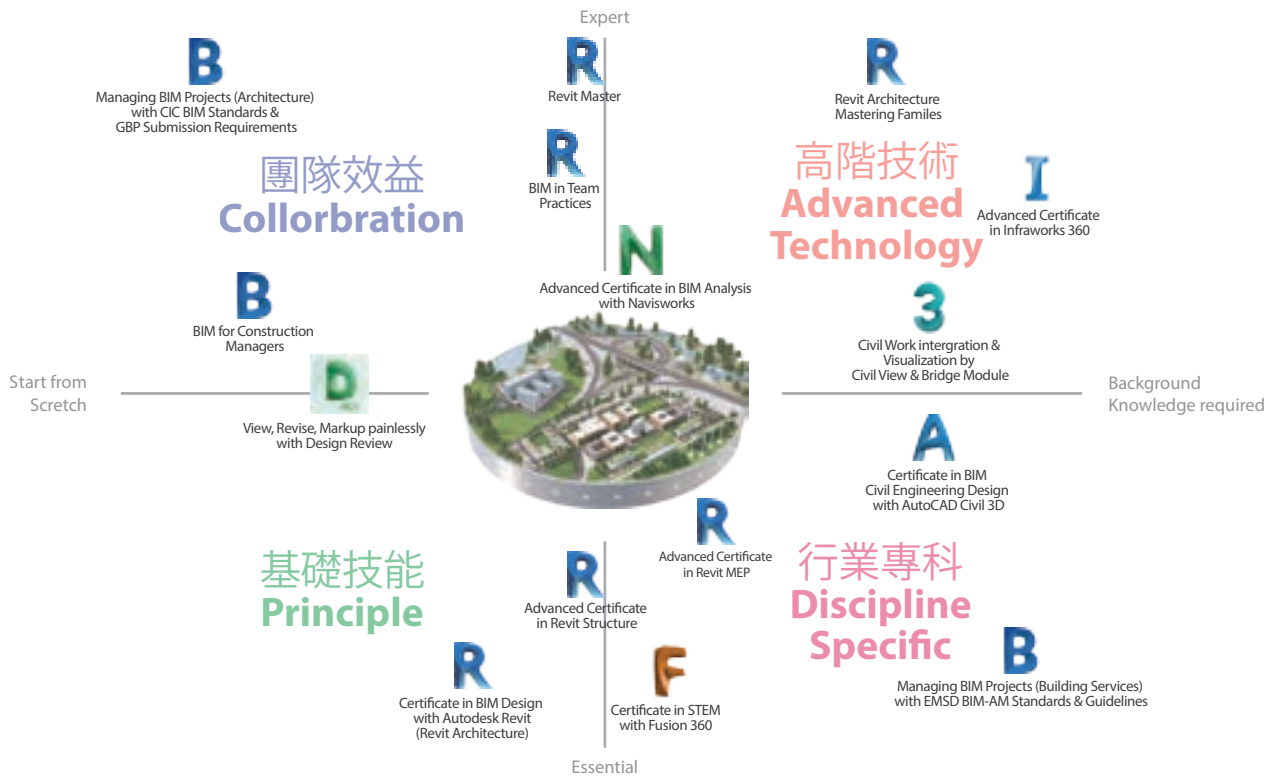 Expert
B
Managing BIM Projects (Architecture)
with CIC BIM Standards &
GBP Submission Requirements
R
Revit Master
R
Revit Architecture
Mastering Familes
團隊效益
Collorbration
R
BIM in Team
Practices
高階技術
Advanced
Technology
I
Advanced Certificate
in Infraworks 360
N
Advanced Certificate in BIM Analysis
with Navisworks
B
BIM for Construction
Managers
3
Civil Work intergration &
Visualization by
Civil View & Bridge Module
Start from
Scretch
D
View, Revise, Markup painlessly
with Design Review
Background
Knowledge required
A
Certificate in BIM
Civil Engineering Design
with AutoCAD Civil 3D
R
Advanced Certificate
in Revit MEP
基礎技能
Principle
R
Advanced Certificate
in Revit Structure
行業專科
Discipline
Specific
R
Certificate in BIM Design
with Autodesk Revit
(Revit Architecture)
F
Certificate in STEM
with Fusion 360
B
Managing BIM Projects (Building Services)
with EMSD BIM-AM Standards & Guidelines
Essential